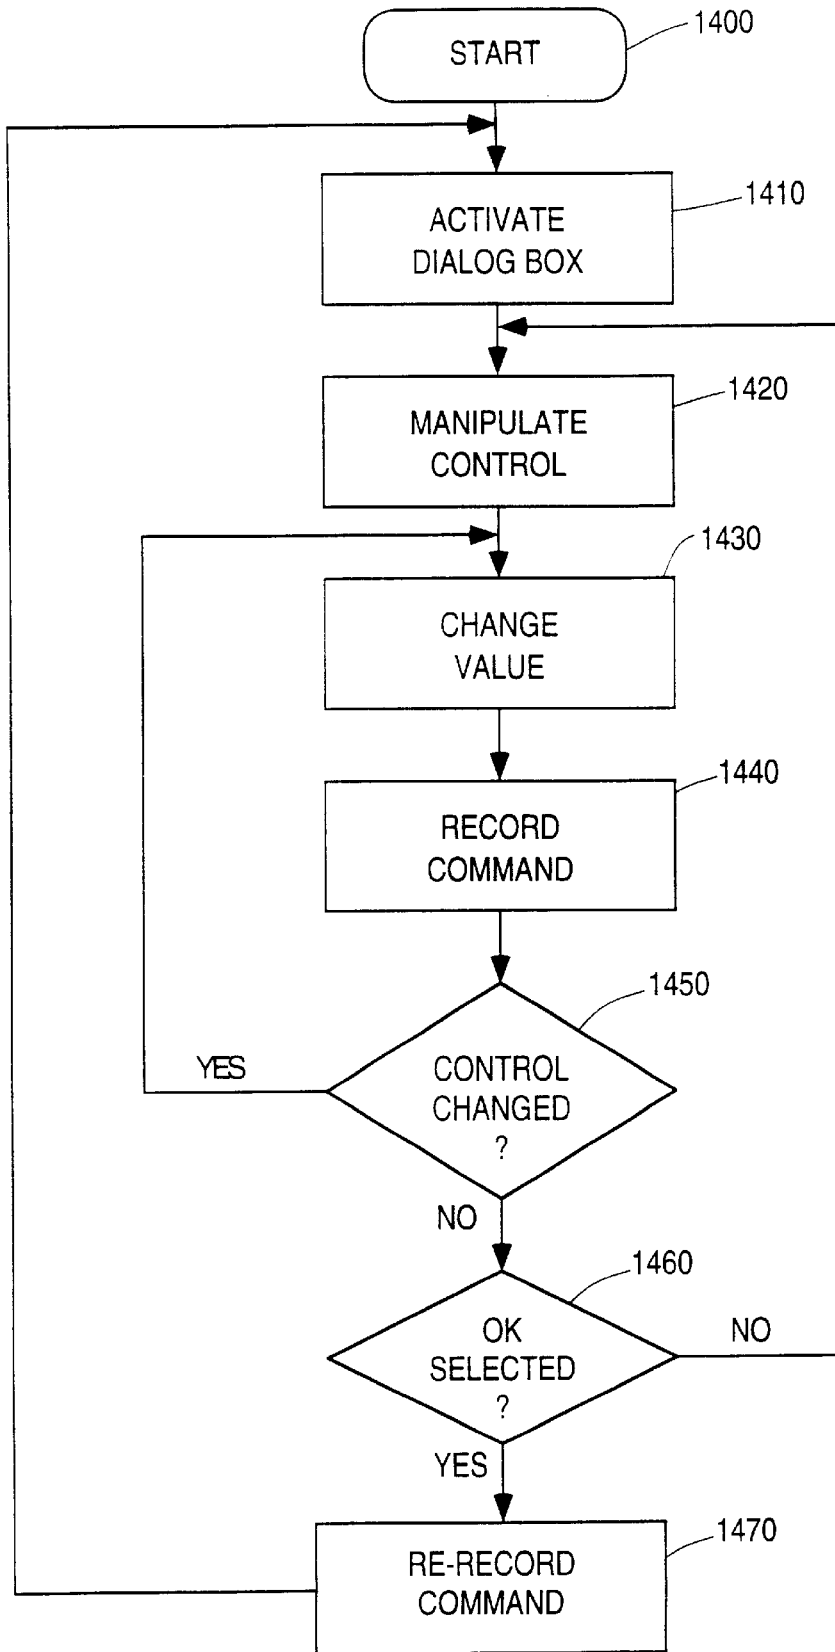 START
1400
ACTIVATE
DIALOG BOX
1410
MANIPULATE
CONTROL
1420
CHANGE
VALUE
1430
RECORD
COMMAND
1440
CONTROL
CHANGED
?
1450
YES
NO
OK
SELECTED
?
1460
NO
YES
RE-RECORD
COMMAND
1470